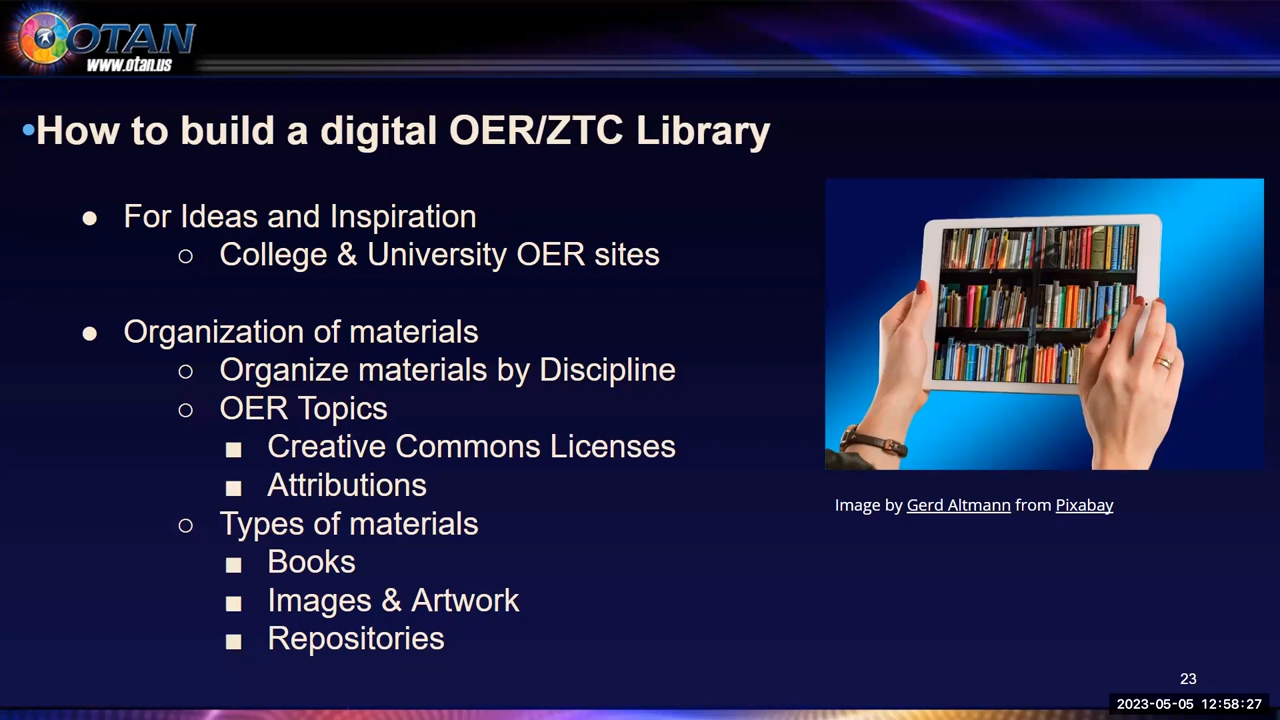 OTAN
www.otan.us
•How to build a digital OER/ZTC Library
● For Ideas and Inspiration
○ College & University OER sites
● Organization of materials
○ Organize materials by Discipline
○ OER Topics
■ Creative Commons Licenses
■ Attributions
○ Types of materials
■ Books
■ Images & Artwork
■ Repositories
Image by Gerd Altmann from Pixabay
23
2023-05-05 12:58:27